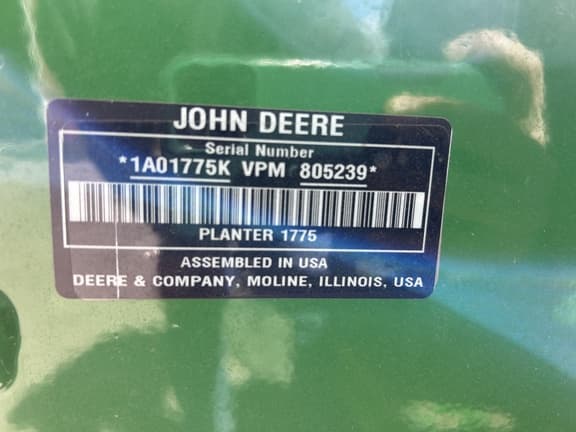 JOHN DEERE
Serial Number
*1A01775K VPM 805239*
PLANTER 1775
ASSEMBLED IN USA
DEERE & COMPANY, MOLINE, ILLINOIS, USA